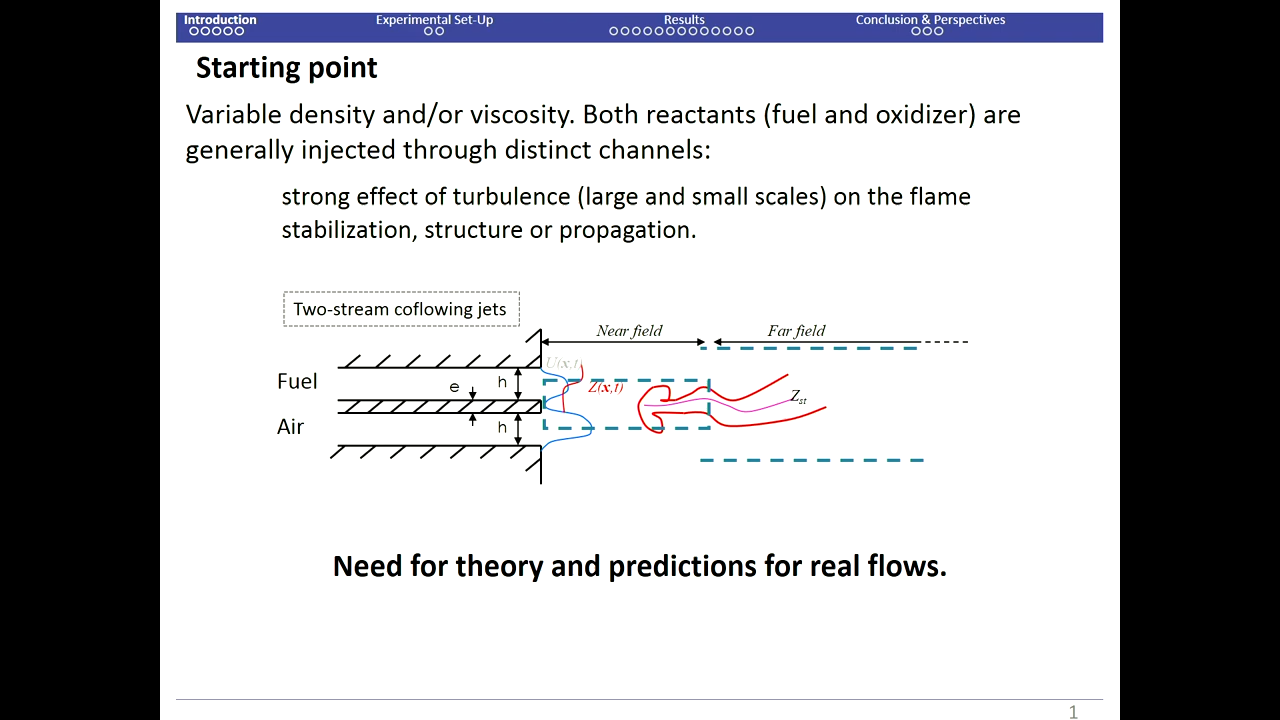 Introduction
Experimental Set-Up
Results
Conclusion & Perspectives
Starting point
Variable density and/or viscosity. Both reactants (fuel and oxidizer) are
generally injected through distinct channels:
strong effect of turbulence (large and small scales) on the flame
stabilization, structure or propagation.
Two-stream coflowing jets
Near field
Far field
U(x,t)
Fuel
e
h
Z(x,t)
Zst
Air
h
Need for theory and predictions for real flows.
1